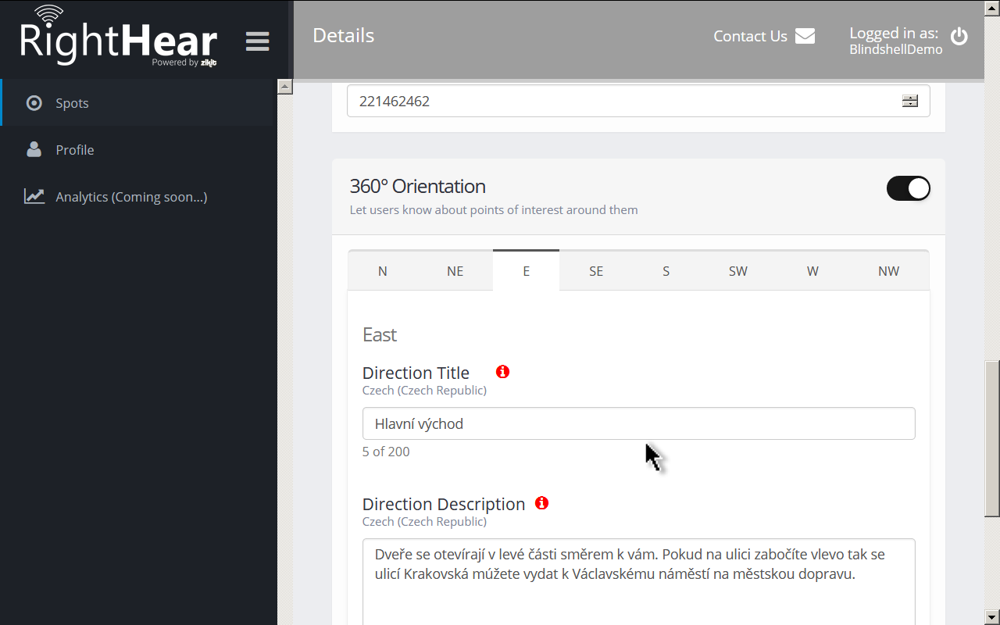 RightHear
Powered by zikit
Details
Contact Us
Logged in as:
BlindshellDemo
Spots
Profile
Analytics (Coming soon...)
221462462
360° Orientation
Let users know about points of interest around them
N NE E SE S SW W NW
East
Direction Title
Czech (Czech Republic)
Hlavní východ
5 of 200
Direction Description
Czech (Czech Republic)
Dveře se otevírají v levé části směrem k vám. Pokud na ulici zabočíte vlevo tak se
ulicí Krakovská múžete vydat k Václavskému náměstí na městskou dopravu.